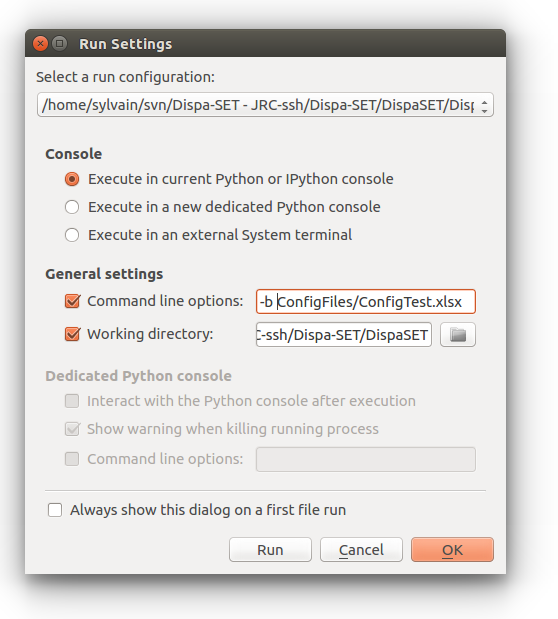 Run Settings
Select a run configuration:
/home/sylvain/svn/Dispa-SET - JRC-ssh/Dispa-SET/DispaSET/Disp
Console
Execute in current Python or IPython console
Execute in a new dedicated Python console
Execute in an external System terminal
General settings
Command line options: -b ConfigFiles/ConfigTest.xlsx
Working directory: C-ssh/Dispa-SET/DispaSET
Dedicated Python console
Interact with the Python console after execution
Show warning when killing running process
Command line options:
Always show this dialog on a first file run
Run Cancel OK